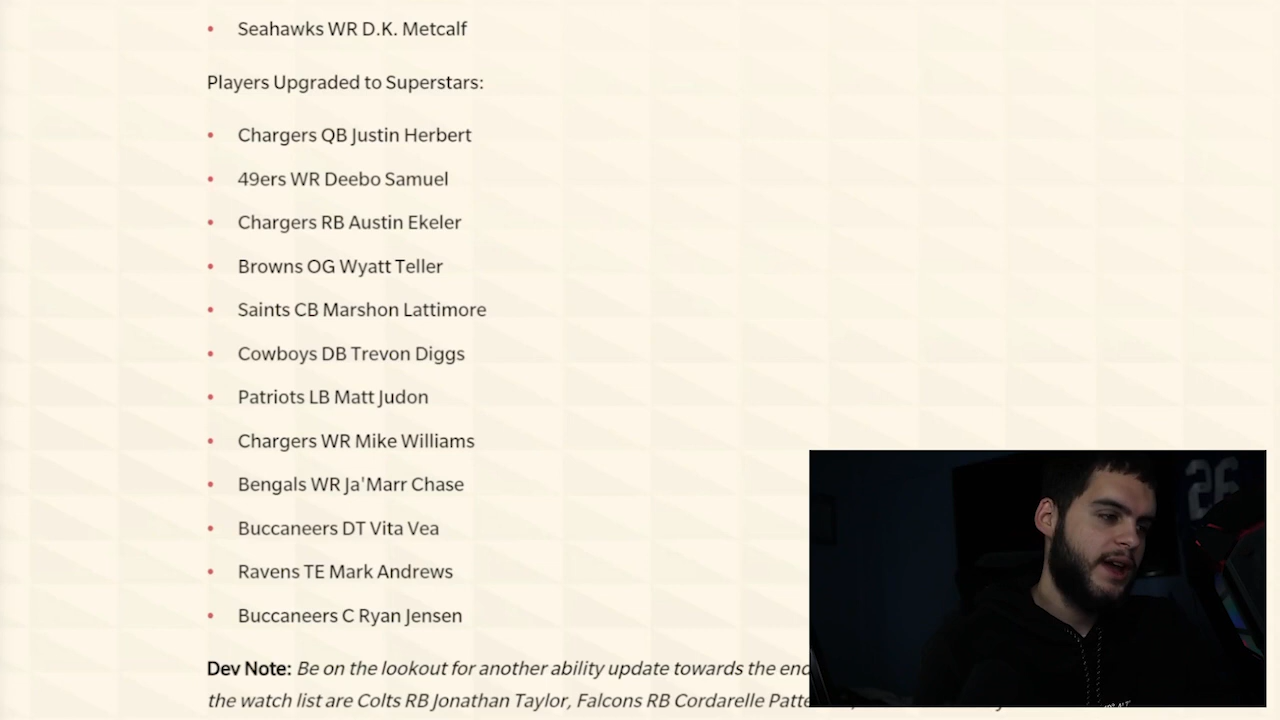 Seahawks WR D.K. Metcalf
Players Upgraded to Superstars:
Chargers QB Justin Herbert
49ers WR Deebo Samuel
Chargers RB Austin Ekeler
Browns OG Wyatt Teller
Saints CB Marshon Lattimore
Cowboys DB Trevon Diggs
Patriots LB Matt Judon
Chargers WR Mike Williams
Bengals WR Ja'Marr Chase
Buccaneers DT Vita Vea
Ravens TE Mark Andrews
Buccaneers C Ryan Jensen
Dev Note: Be on the lookout for another ability update towards the end
the watch list are Colts RB Jonathan Taylor, Falcons RB Cordarelle Patte
26